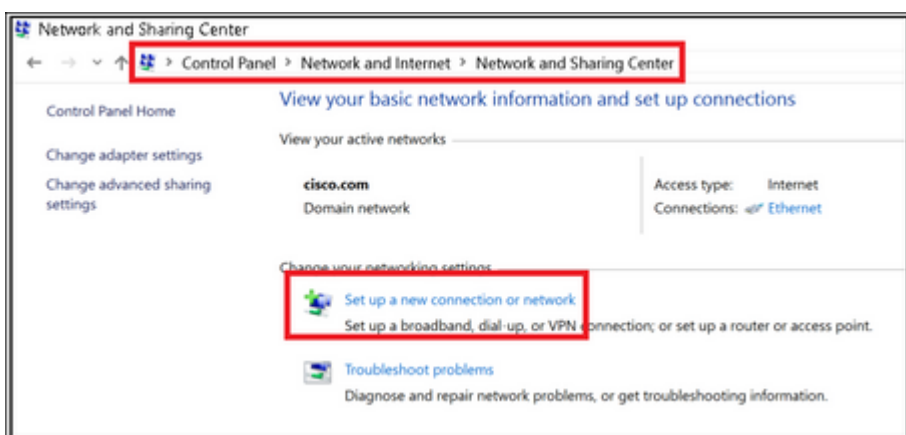 Network and Sharing Center
Control Panel > Network and Internet > Network and Sharing Center
Control Panel Home
Change adapter settings
Change advanced sharing
settings
View your basic network information and set up connections
View your active networks
cisco.com
Domain network
Access type: Internet
Connections: Ethernet
Change your networking settings
Set up a new connection or network
Set up a broadband, dial-up, or VPN connection; or set up a router or access point.
Troubleshoot problems
Diagnose and repair network problems, or get troubleshooting information.